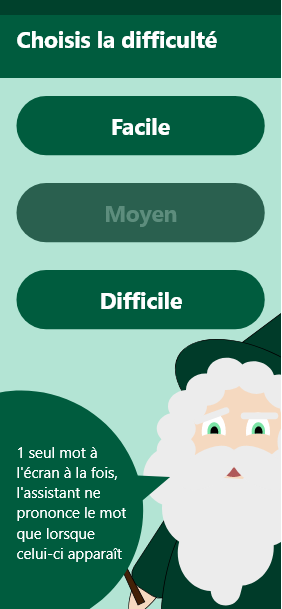 Choisis la difficulté
Facile
Moyen
Difficile
1 seul mot à
l'écran à la fois,
l'assistant ne
prononce le mot
que lorsque
celui-ci apparaît